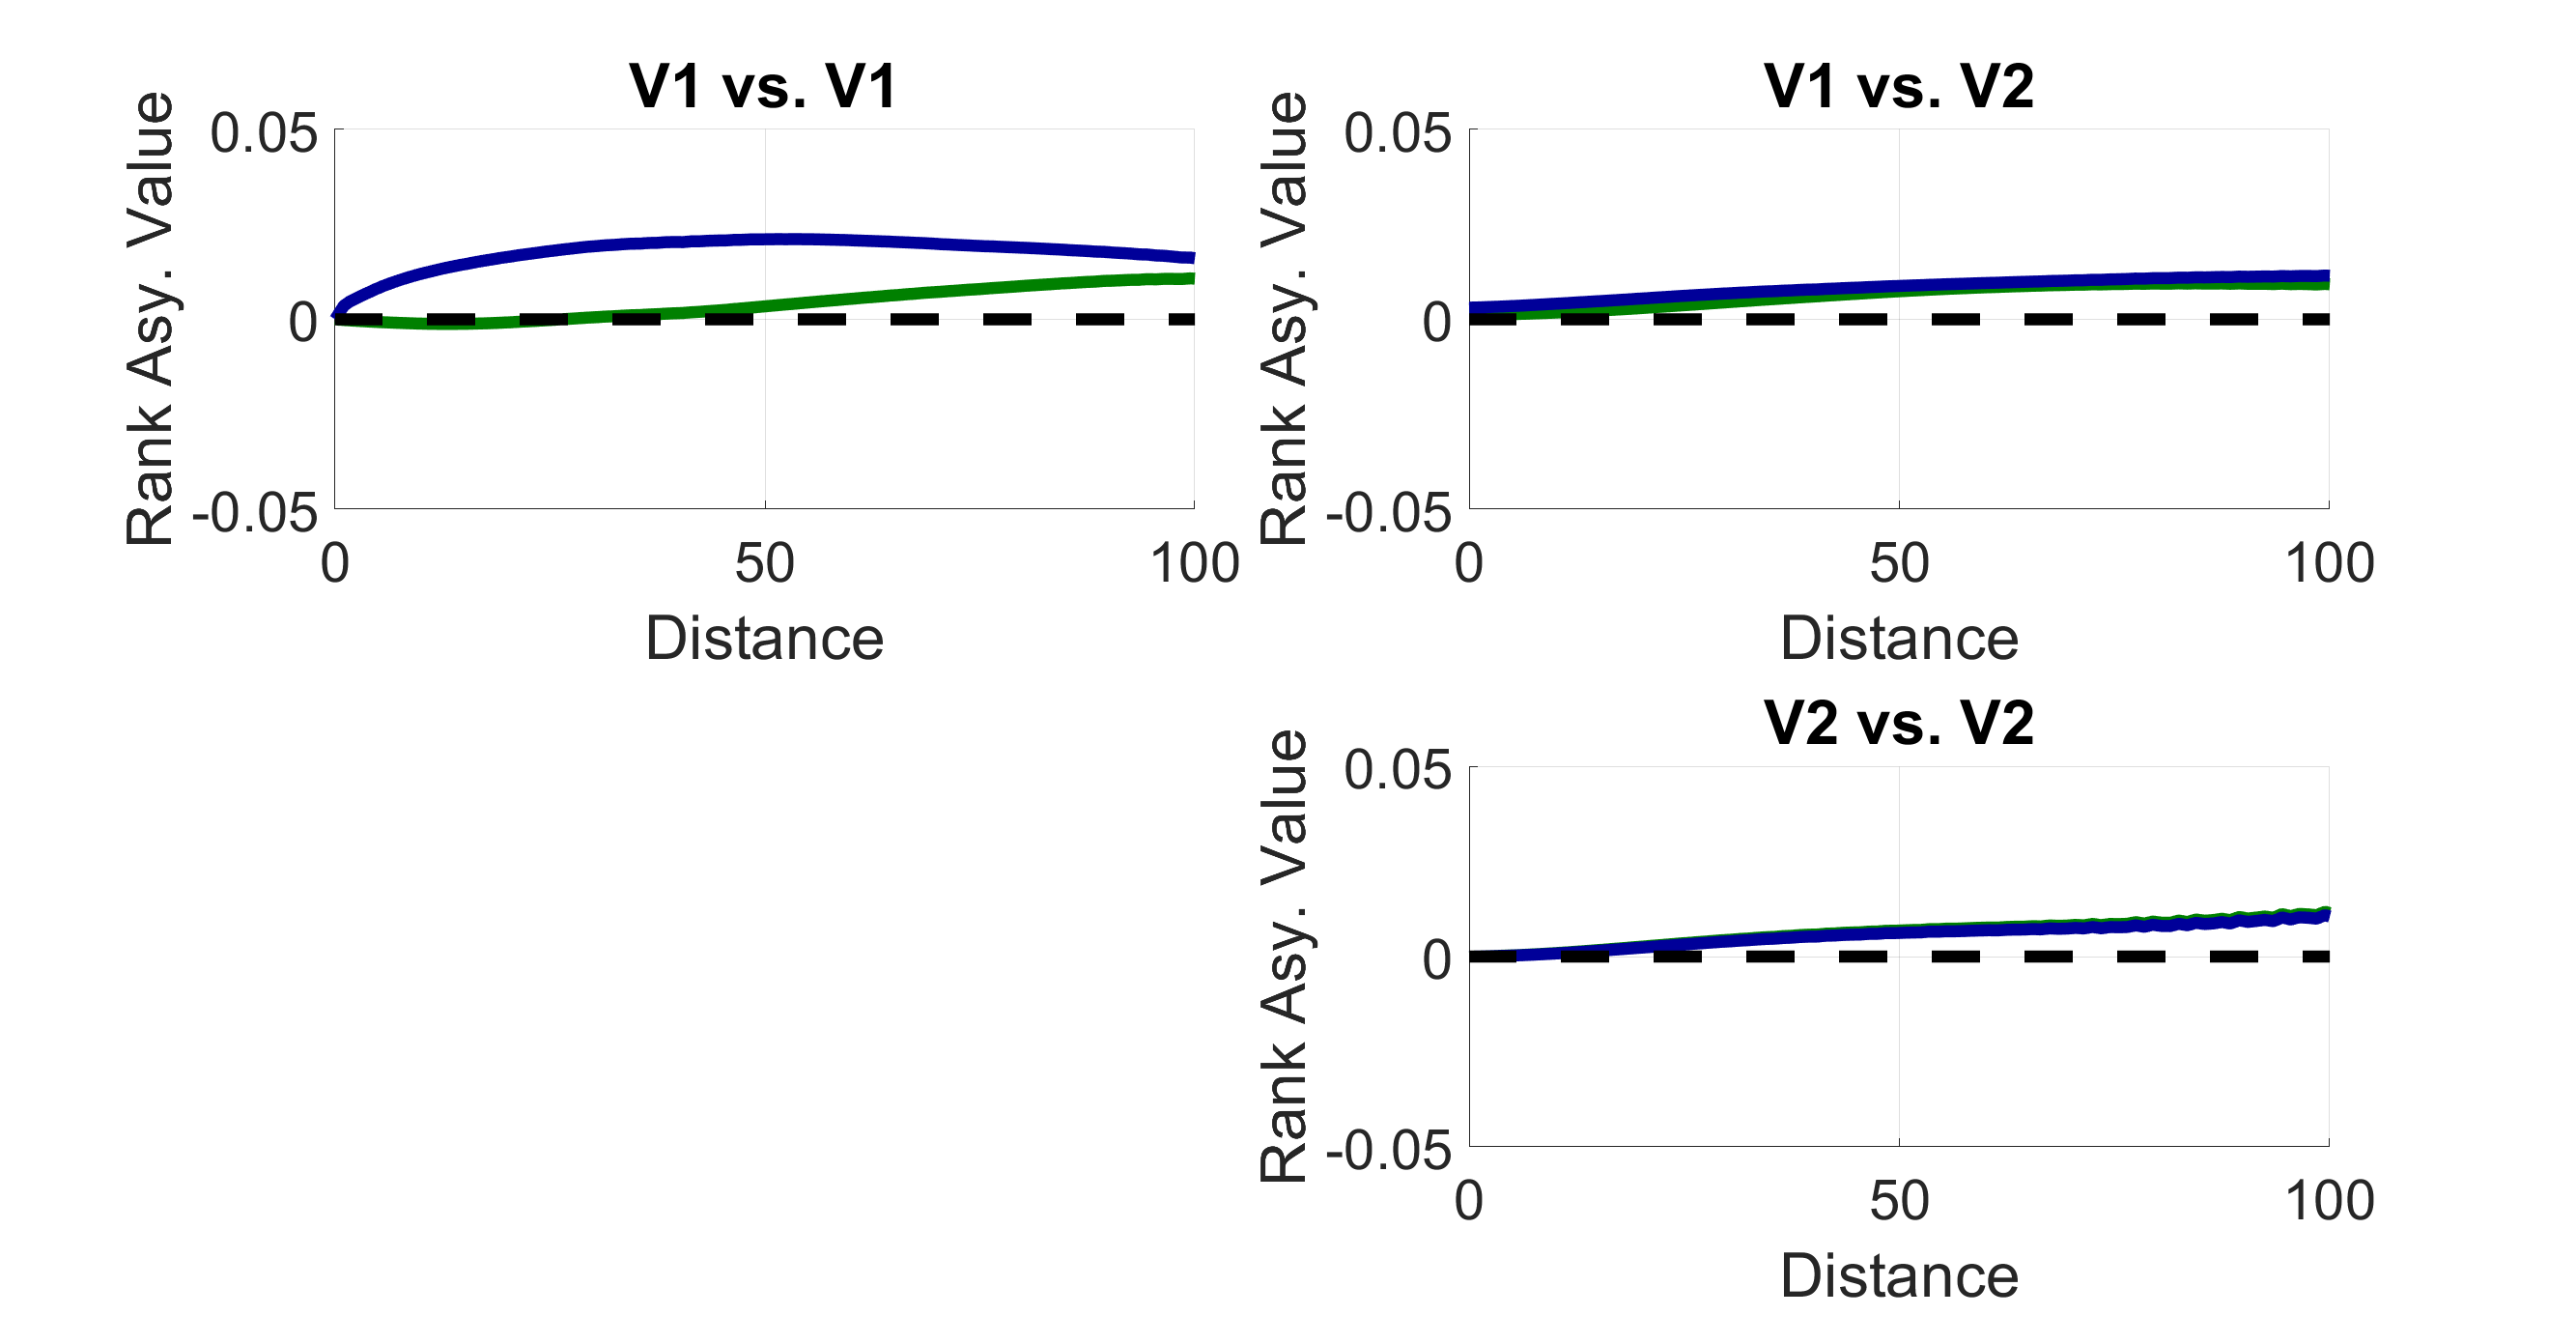 V1 vs. V1
Rank Asy. Value
0.05
0
-0.05
0 50 100
Distance
V1 vs. V2
Rank Asy. Value
0.05
0
-0.05
0 50 100
Distance
V2 vs. V2
Rank Asy. Value
0.05
0
-0.05
0 50 100
Distance